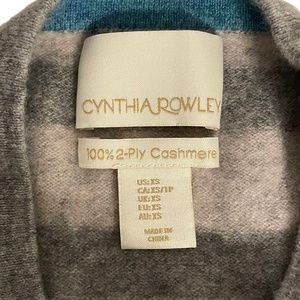 CYNTHIA ROWLEY
100% 2-Ply Cashmere
US:XS
CA:XS/TP
UK:XS
EU:XS
AU:XS
MADE IN
CHINA